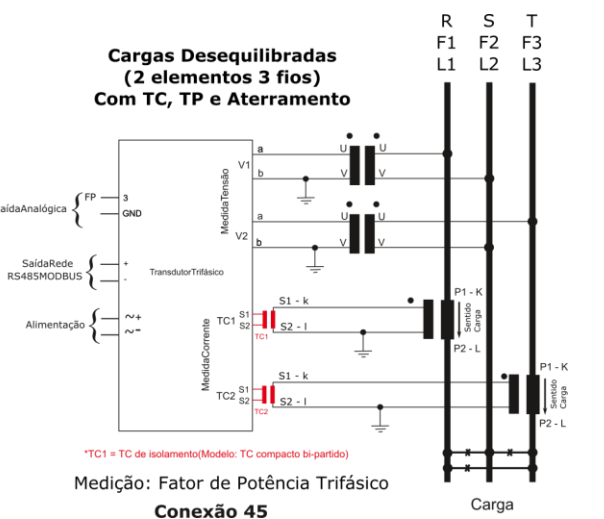 R S T
F1 F2 F3
L1 L2 L3
Cargas Desequilibradas
(2 elementos 3 fios)
Com TC, TP e Aterramento
a
U U
V1
b
V V
MedidaTensão
a
U U
V2
b
V V
FP
3
aídaAnalógica
GND
SaídaRede
RS485MODBUS
+
-
TransdutorTrifásico
Alimentação
~+
~-
MedidaCorrente
TC1
S1
S2
TC1
S1 - k
S2 - l
P1 - K
Sentido
Carga
P2 - L
TC2
S1
S2
TC2
S1 - k
S2 - l
P1 - K
Sentido
Carga
P2 - L
*TC1 = TC de isolamento(Modelo: TC compacto bi-partido)
Medição: Fator de Potência Trifásico
Conexão 45
Carga